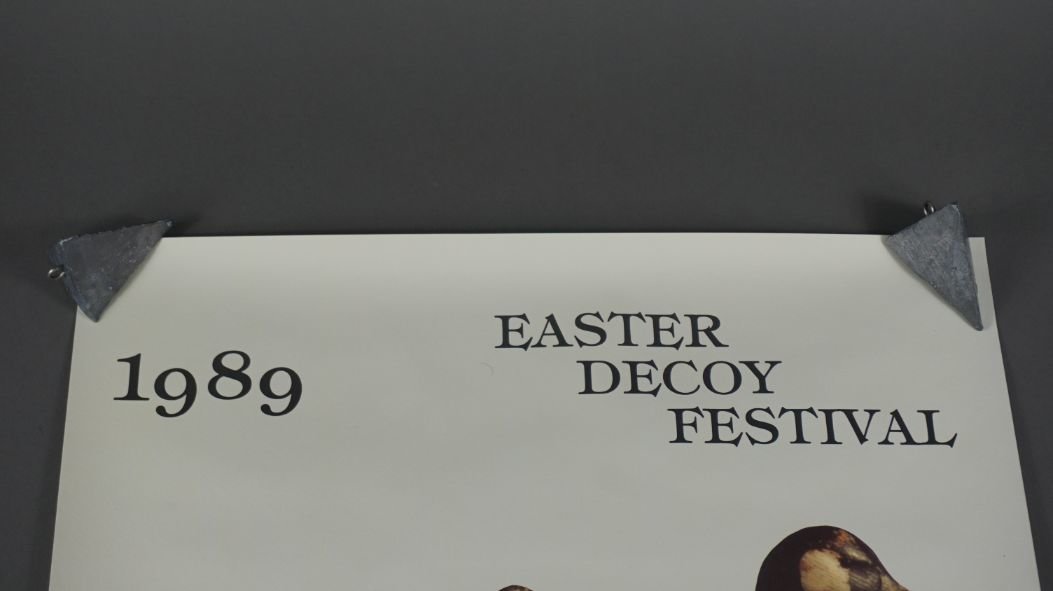 1989
EASTER
DECOY
FESTIVAL